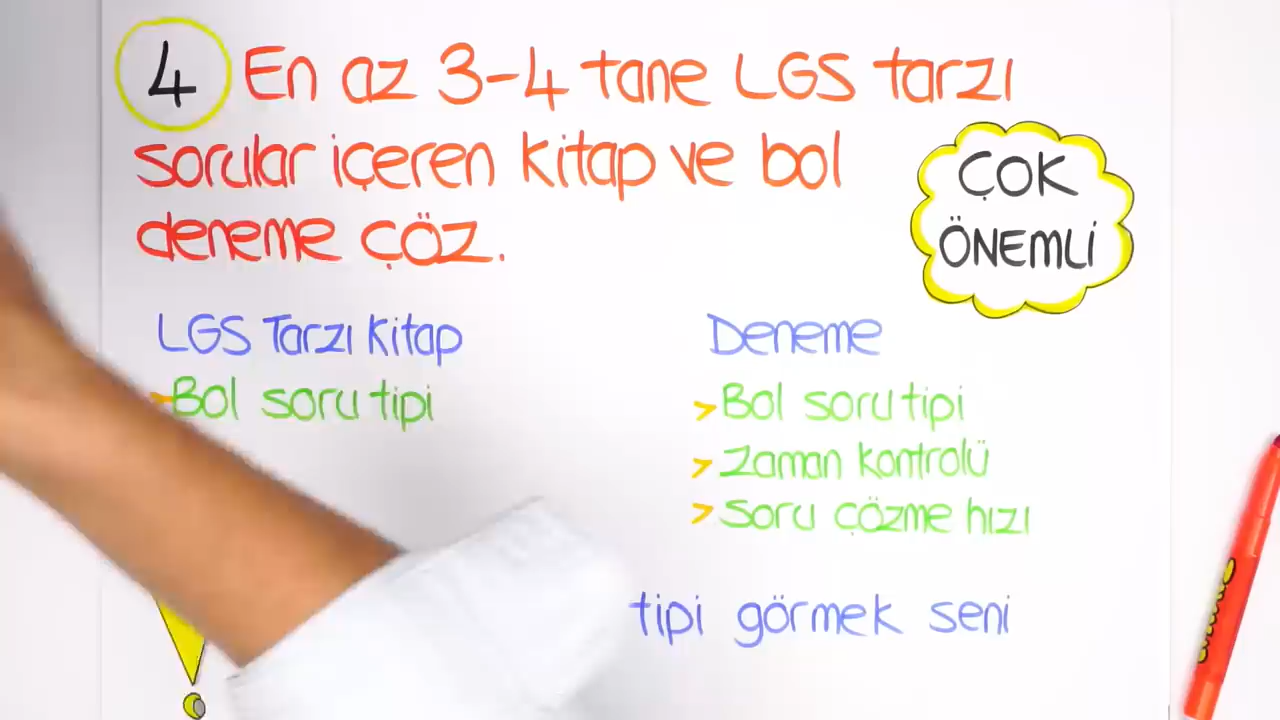 4 En az 3-4 tane LGS tarzı
sorular içeren kitap ve bol
deneme çöz.
ÇOK
ÖNEMLİ
LGS Tarzı Kitap
Bol soru tipi
Deneme
> Bol soru tipi
> Zaman kontrolü
> Soru çözme hızı
tipi görmek seni